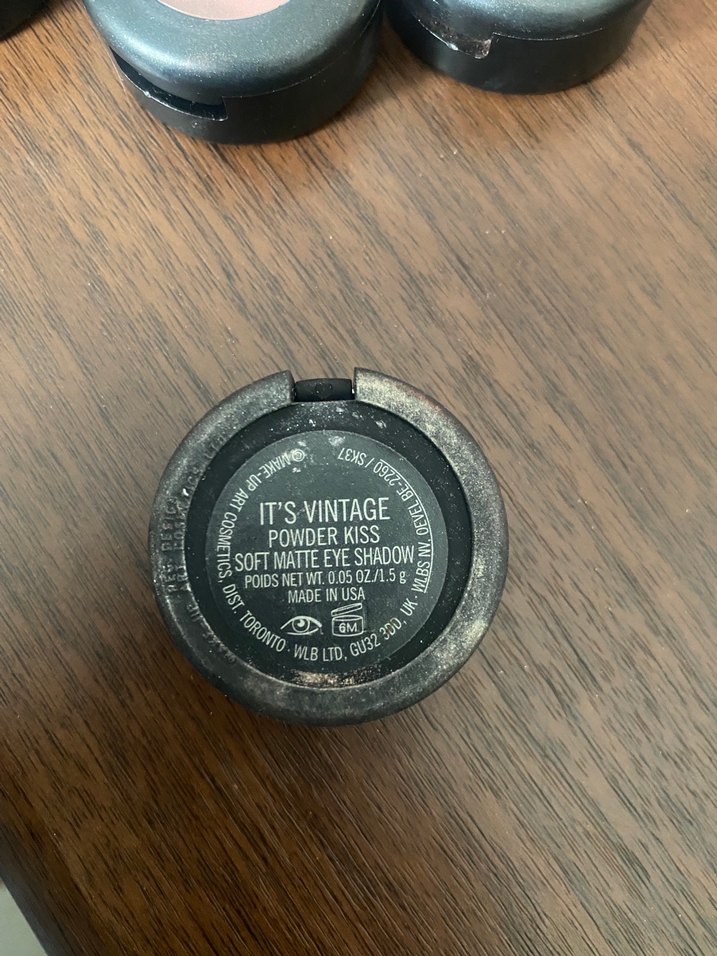 IT'S VINTAGE
POWDER KISS
SOFT MATTE EYE SHADOW
POIDS NET WT. 0.05 OZ./1.5 g
MADE IN USA
6M
©MAKE-UP ART COSMETICS, DIST TORONTO · WLB LTD, GU32 3DD, UK · WLBS NV, OEVEL BE-2260 / SK37